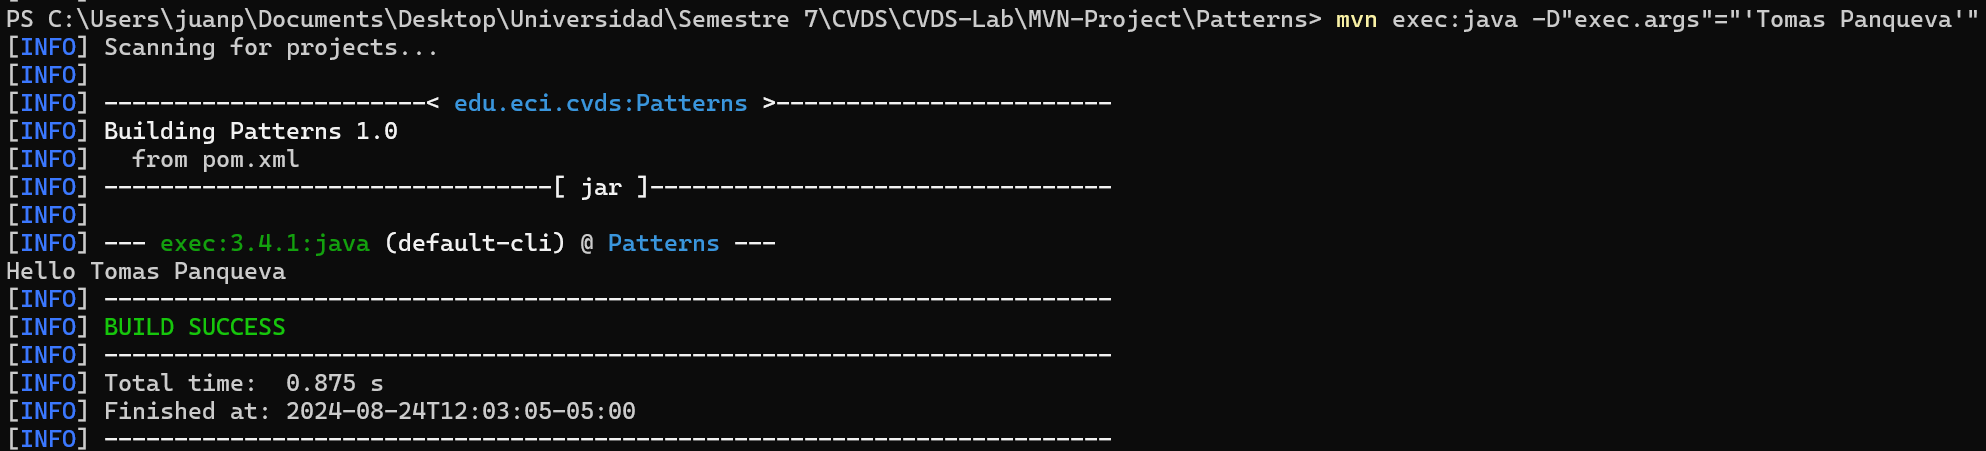 PS C:\Users\juanp\Documents\Desktop\Universidad\Semestre 7\CVDS\CVDS-Lab\MVN-Project\Patterns> mvn exec:java -D"exec.args"="'Tomas Panqueva'"
[INFO] Scanning for projects...
[INFO]
[INFO] -----------------------< edu.eci.cvds:Patterns >------------------------
[INFO] Building Patterns 1.0
[INFO]   from pom.xml
[INFO] --------------------------------[ jar ]---------------------------------
[INFO]
[INFO] --- exec:3.4.1:java (default-cli) @ Patterns ---
Hello Tomas Panqueva
[INFO] ------------------------------------------------------------------------
[INFO] BUILD SUCCESS
[INFO] ------------------------------------------------------------------------
[INFO] Total time:  0.875 s
[INFO] Finished at: 2024-08-24T12:03:05-05:00
[INFO] ------------------------------------------------------------------------